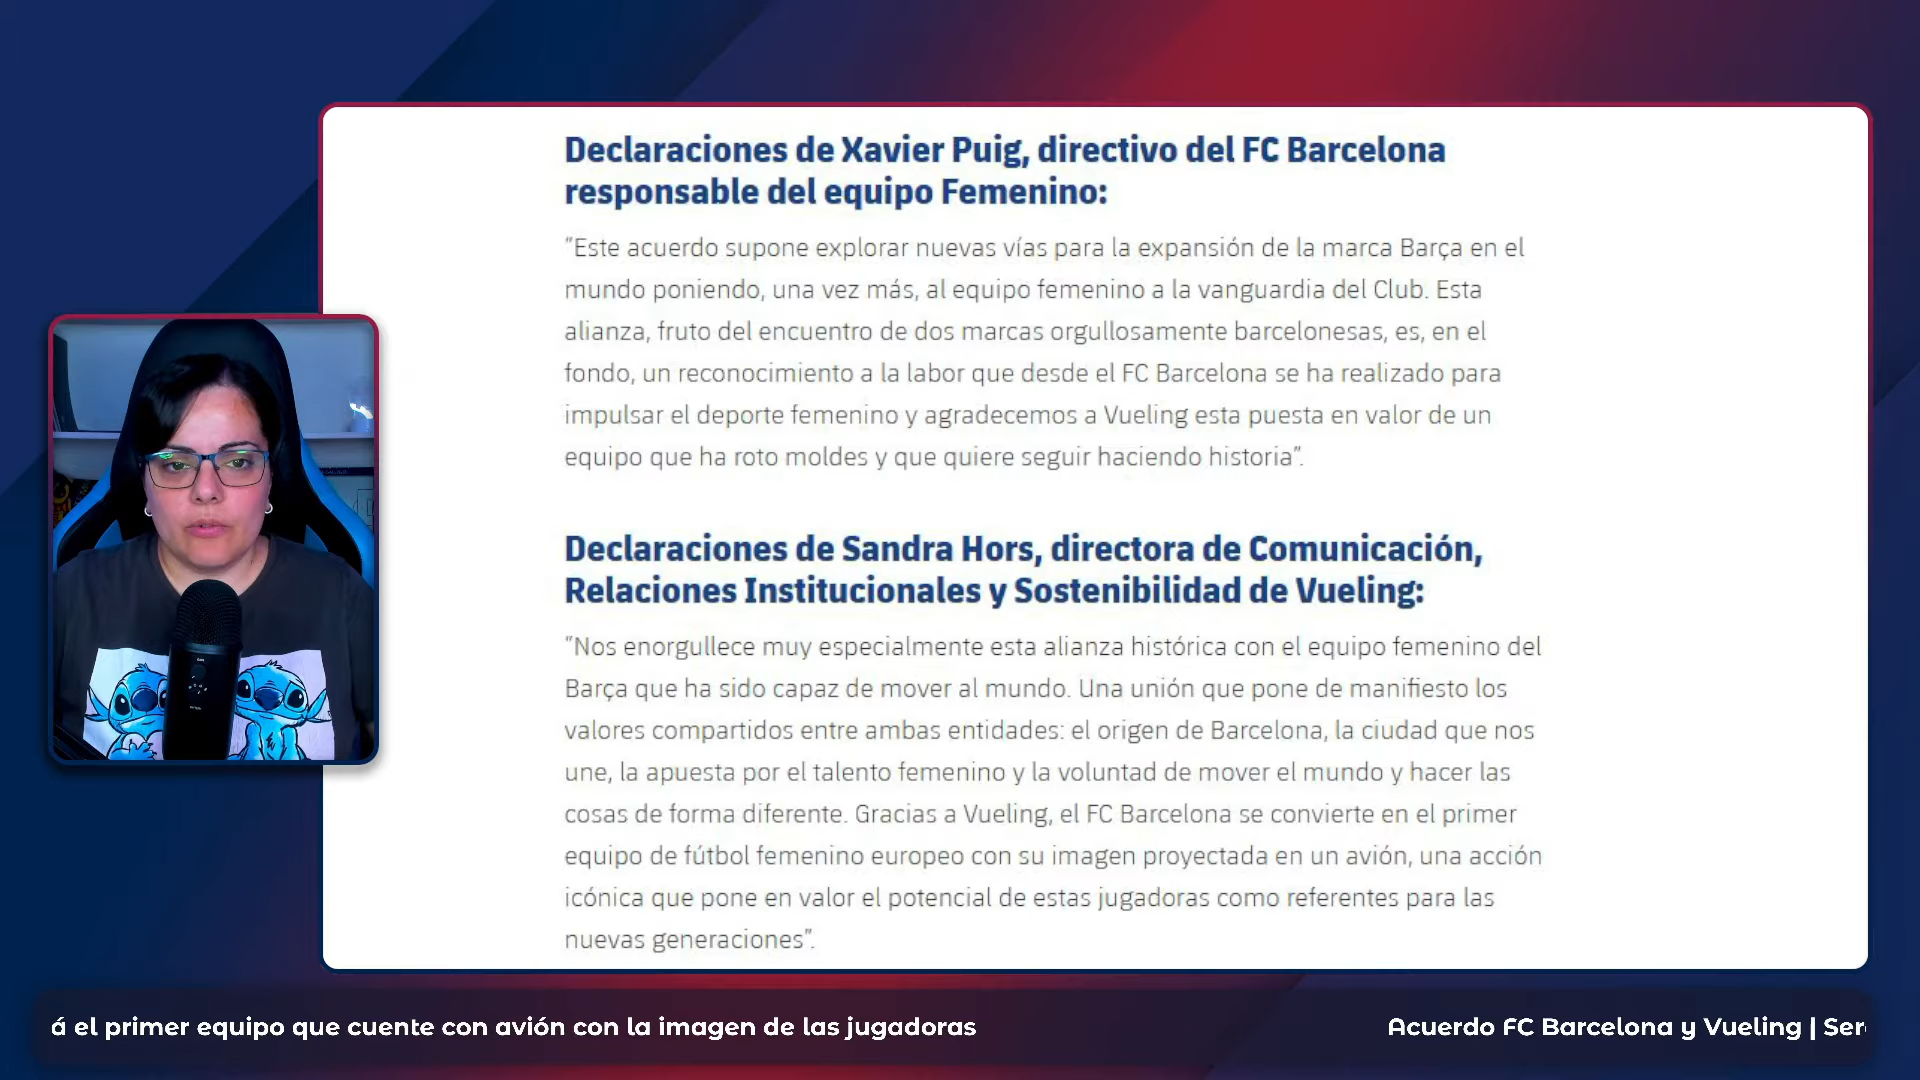 Declaraciones de Xavier Puig, directivo del FC Barcelona
responsable del equipo Femenino:
“Este acuerdo supone explorar nuevas vías para la expansión de la marca Barça en el
mundo poniendo, una vez más, al equipo femenino a la vanguardia del Club. Esta
alianza, fruto del encuentro de dos marcas orgullosamente barcelonesas, es, en el
fondo, un reconocimiento a la labor que desde el FC Barcelona se ha realizado para
impulsar el deporte femenino y agradecemos a Vueling esta puesta en valor de un
equipo que ha roto moldes y que quiere seguir haciendo historia”.
Declaraciones de Sandra Hors, directora de Comunicación,
Relaciones Institucionales y Sostenibilidad de Vueling:
“Nos enorgullece muy especialmente esta alianza histórica con el equipo femenino del
Barça que ha sido capaz de mover al mundo. Una unión que pone de manifiesto los
valores compartidos entre ambas entidades: el origen de Barcelona, la ciudad que nos
une, la apuesta por el talento femenino y la voluntad de mover el mundo y hacer las
cosas de forma diferente. Gracias a Vueling, el FC Barcelona se convierte en el primer
equipo de fútbol femenino europeo con su imagen proyectada en un avión, una acción
icónica que pone en valor el potencial de estas jugadoras como referentes para las
nuevas generaciones”.
á el primer equipo que cuente con avión con la imagen de las jugadoras
Acuerdo FC Barcelona y Vueling | Ser